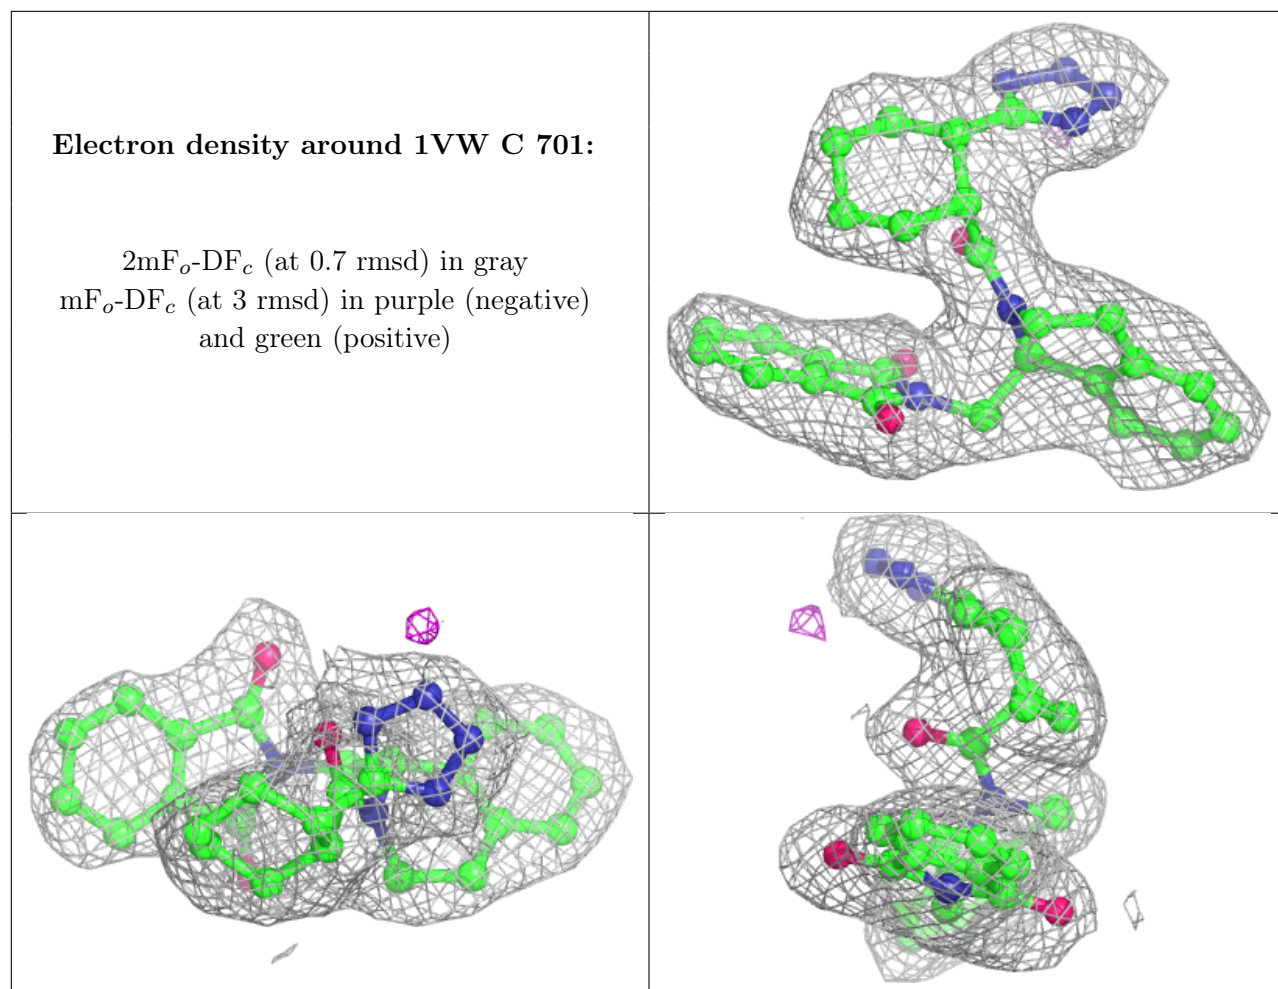 Electron density around 1VW C 701:
2mFo-DFc (at 0.7 rmsd) in gray
mFo-DFc (at 3 rmsd) in purple (negative)
and green (positive)